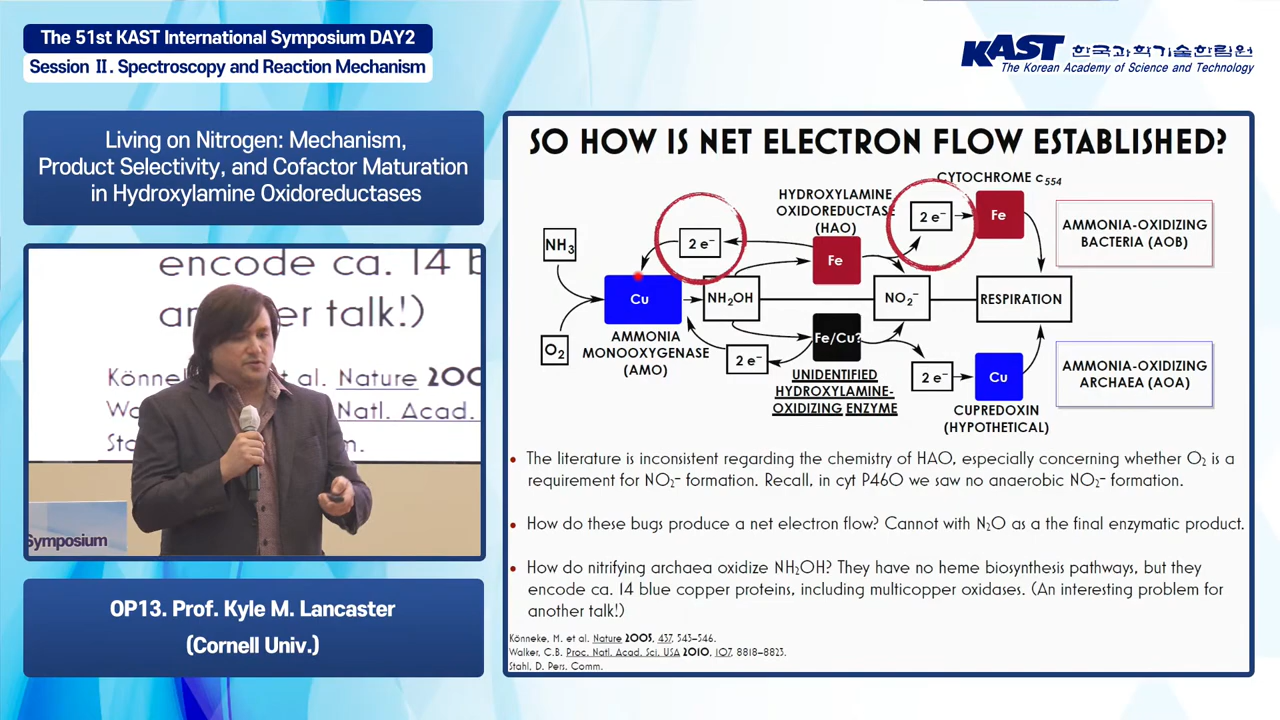 The 51st KAST International Symposium DAY2
Session Ⅱ. Spectroscopy and Reaction Mechanism
KAST 한국과학기술한림원
The Korean Academy of Science and Technology
Living on Nitrogen: Mechanism,
Product Selectivity, and Cofactor Maturation
in Hydroxylamine Oxidoreductases
encode ca. 14 b
er talk!)
Könne
t al. Nature 200
Natl. Acad.
m.
Symposium
OP13. Prof. Kyle M. Lancaster
(Cornell Univ.)
SO HOW IS NET ELECTRON FLOW ESTABLISHED?
CYTOCHROME c554
HYDROXYLAMINE
OXIDOREDUCTASE
(HAO)
2 e⁻
Fe
AMMONIA-OXIDIZING
BACTERIA (AOB)
NH3
2 e⁻
Fe
Cu
NH2OH
NO2⁻
RESPIRATION
O2
AMMONIA
MONOOXYGENASE
(AMO)
Fe/Cu?
2 e⁻
UNIDENTIFIED
HYDROXYLAMINE-
OXIDIZING ENZYME
2 e⁻
Cu
CUPREDOXIN
(HYPOTHETICAL)
AMMONIA-OXIDIZING
ARCHAEA (AOA)
• The literature is inconsistent regarding the chemistry of HAO, especially concerning whether O2 is a
requirement for NO2⁻ formation. Recall, in cyt P460 we saw no anaerobic NO2⁻ formation.
• How do these bugs produce a net electron flow? Cannot with N2O as a the final enzymatic product.
• How do nitrifying archaea oxidize NH2OH? They have no heme biosynthesis pathways, but they
encode ca. 14 blue copper proteins, including multicopper oxidases. (An interesting problem for
another talk!)
Könneke, M. et al. Nature 2005, 437, 543–546.
Walker, C.B. Proc. Natl. Acad. Sci. USA 2010, 107, 8818–8823.
Stahl, D. Pers. Comm.